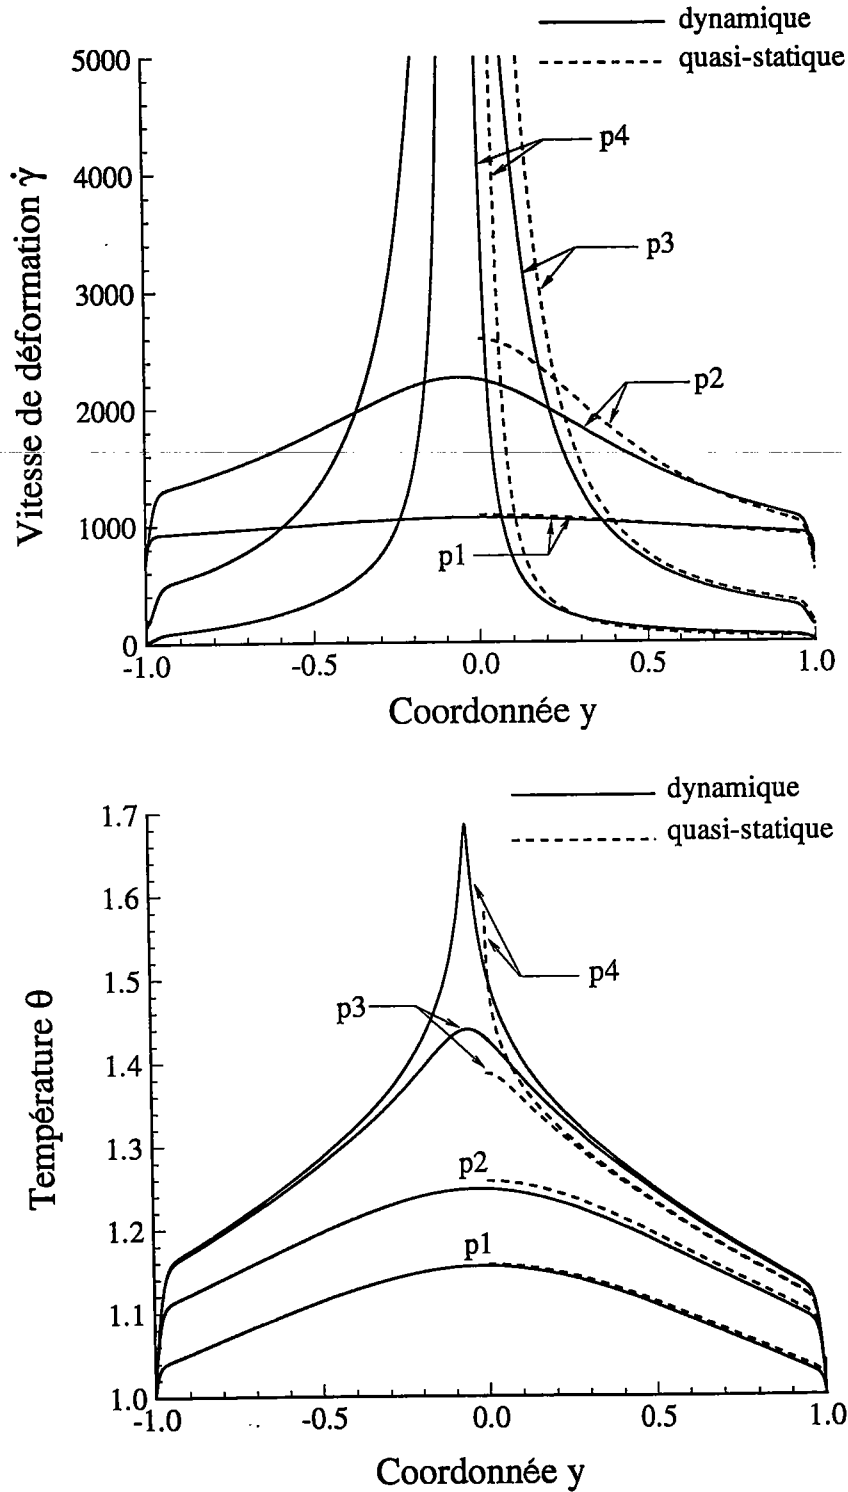 dynamique
quasi-statique
5000
4000
3000
2000
1000
0
Vitesse de déformation γ̇
p4
p3
p2
p1
-1.0
-0.5
0.0
0.5
1.0
Coordonnée y
dynamique
quasi-statique
1.7
1.6
1.5
1.4
1.3
1.2
1.1
1.0
Température θ
p4
p3
p2
p1
-1.0
-0.5
0.0
0.5
1.0
Coordonnée y